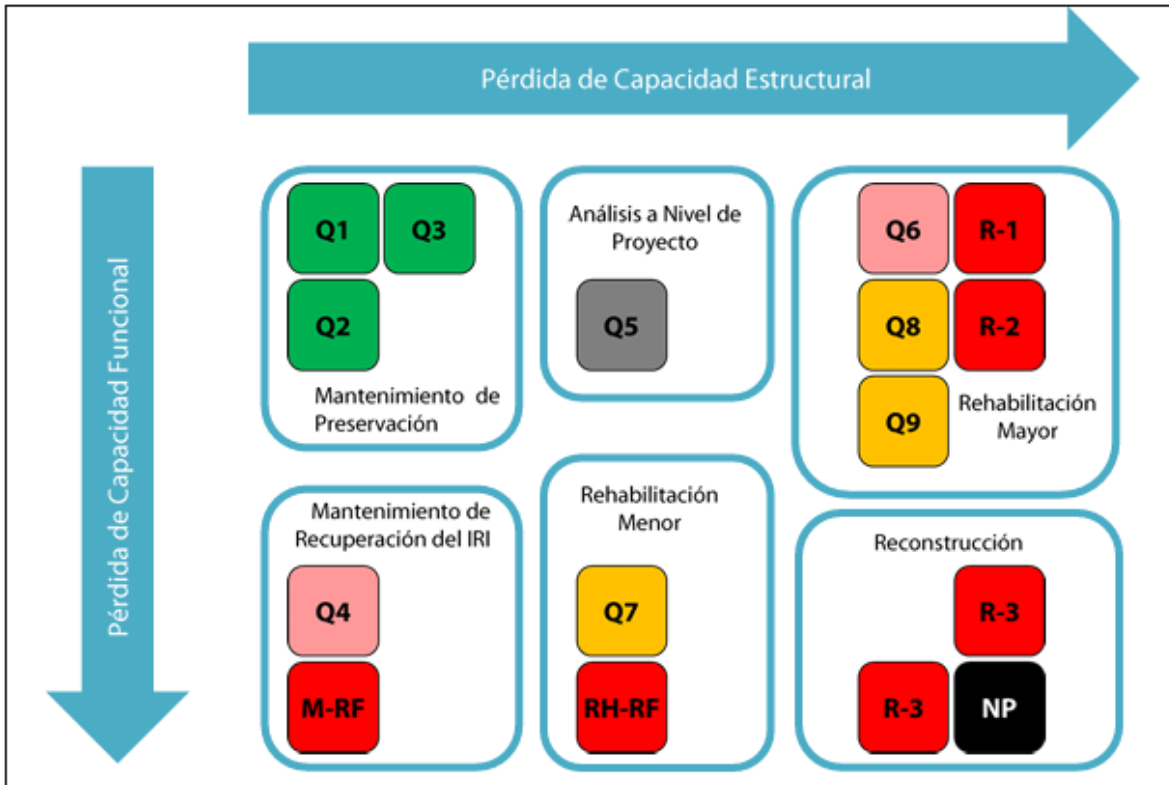 Pérdida de Capacidad Estructural
Pérdida de Capacidad Funcional
Q1
Q3
Q2
Mantenimiento de
Preservación
Análisis a Nivel de
Proyecto
Q5
Q6
R-1
Q8
R-2
Q9
Rehabilitación
Mayor
Mantenimiento de
Recuperación del IRI
Q4
M-RF
Rehabilitación
Menor
Q7
RH-RF
Reconstrucción
R-3
R-3
NP